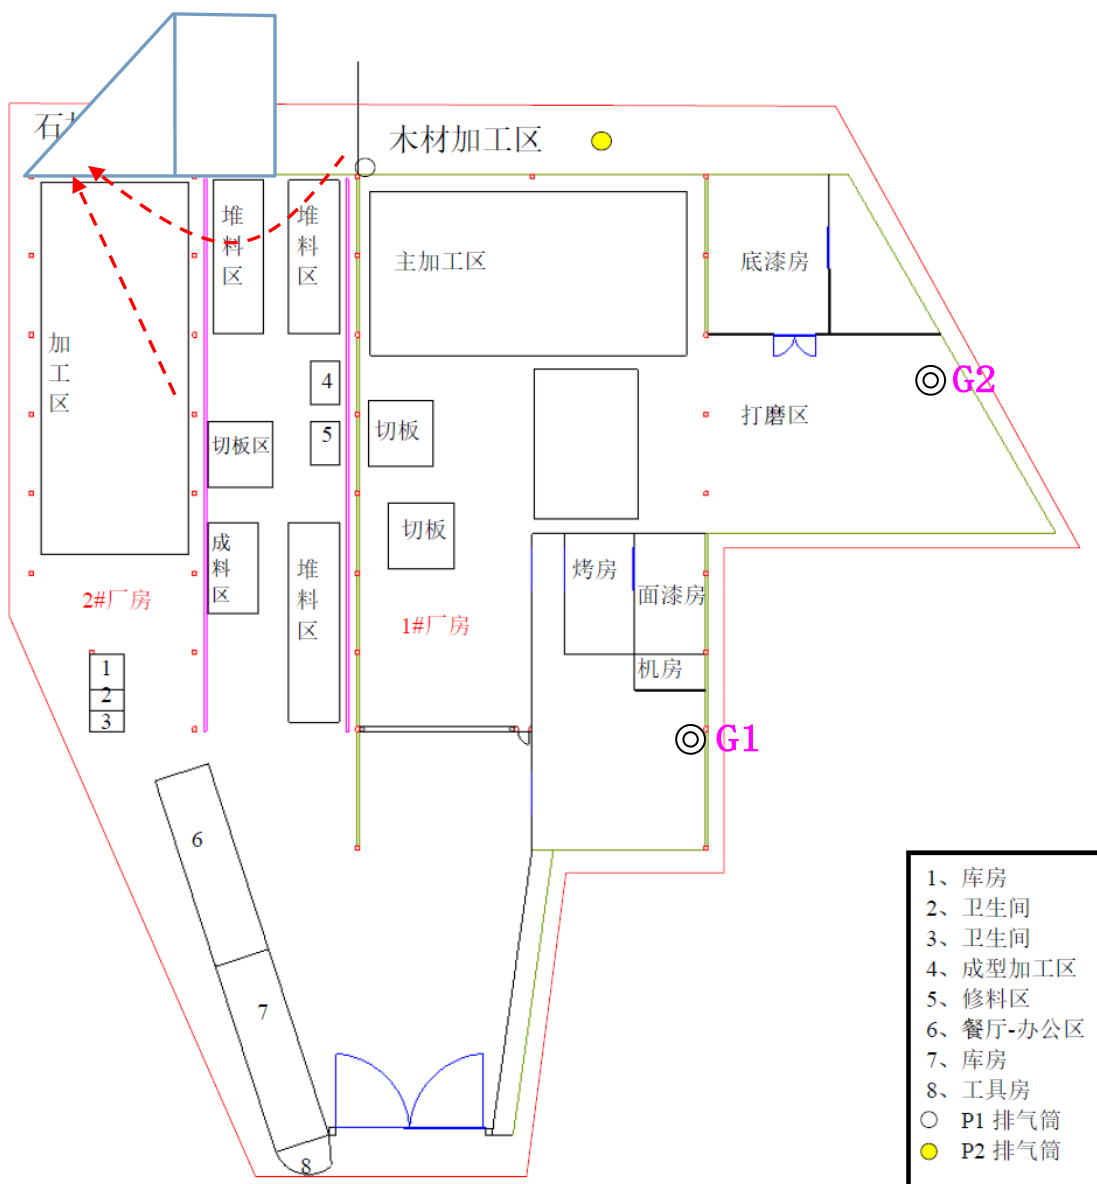 石
木材加工区
堆料区
堆料区
主加工区
底漆房
加工区
4
5
切板
切板区
打磨区
G2
切板
成料区
堆料区
烤房
面漆房
2#厂房
1#厂房
机房
1
2
3
G1
6
7
8
1、库房
2、卫生间
3、卫生间
4、成型加工区
5、修料区
6、餐厅-办公区
7、库房
8、工具房
P1 排气筒
P2 排气筒